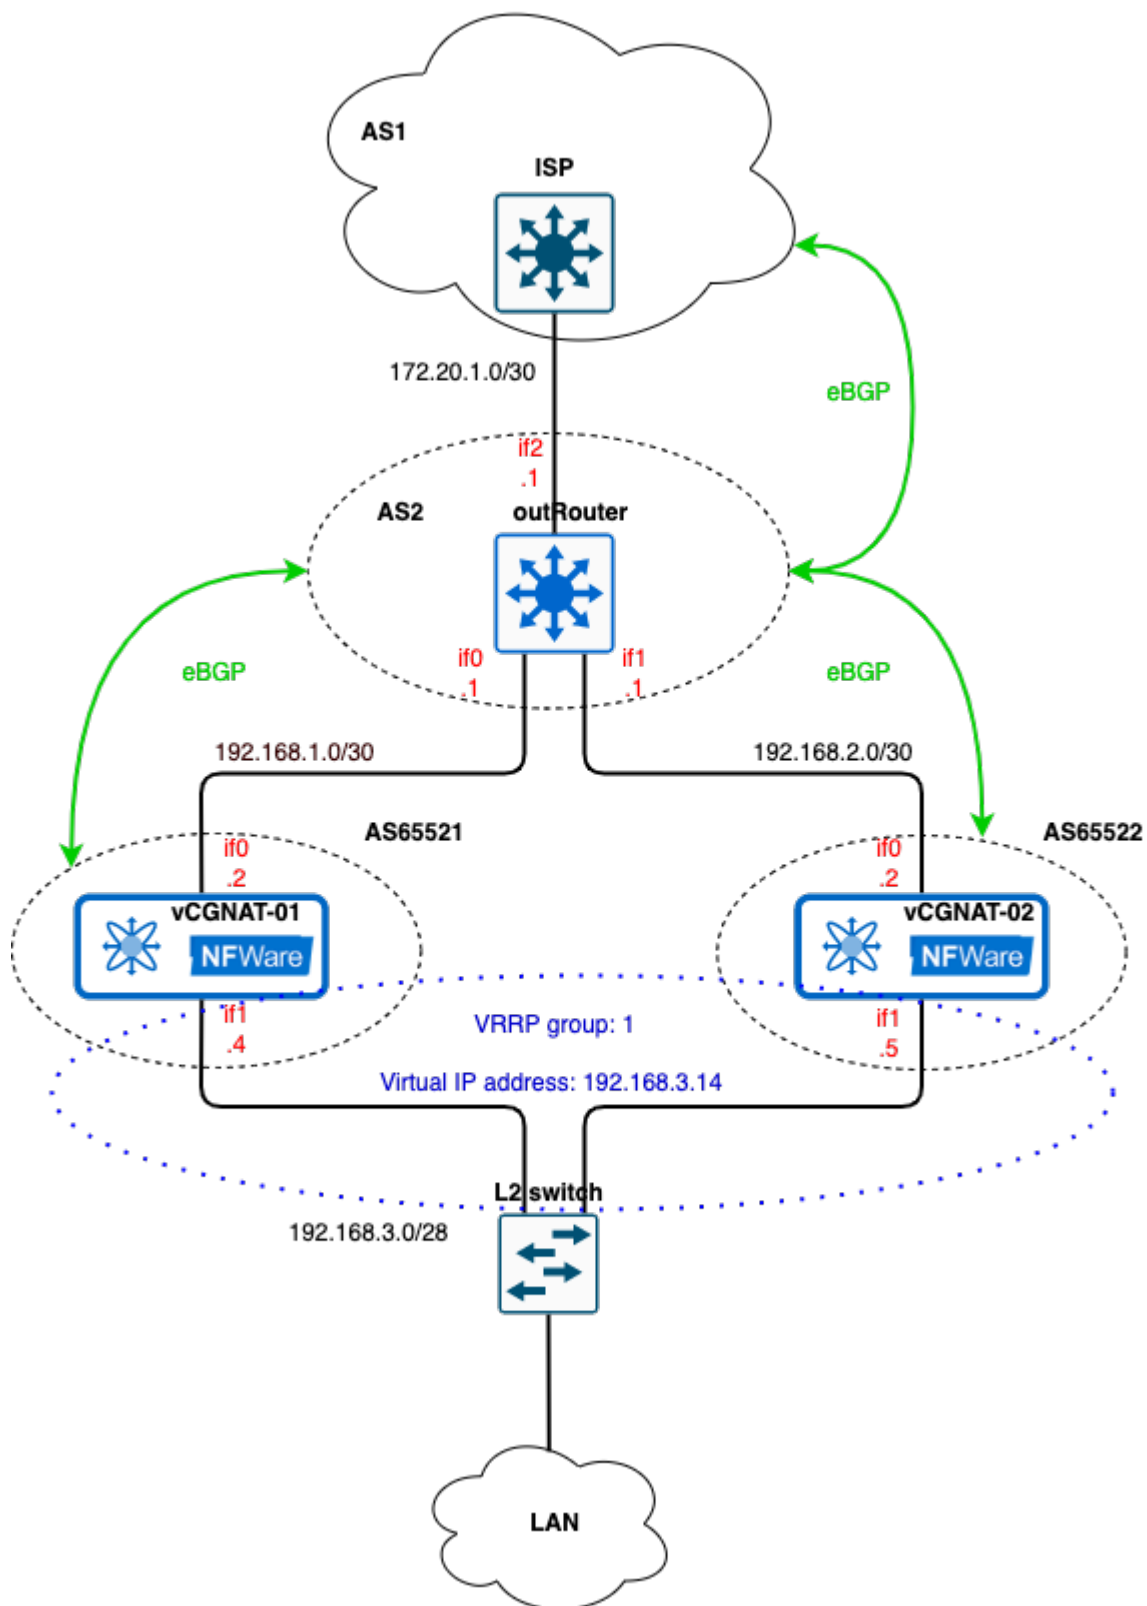 AS1
ISP
172.20.1.0/30
eBGP
if2
.1
AS2
outRouter
if0
.1
if1
.1
eBGP
eBGP
192.168.1.0/30
192.168.2.0/30
AS65521
AS65522
if0
.2
if0
.2
vCGNAT-01
NFWare
vCGNAT-02
NFWare
if1
.4
VRRP group: 1
if1
.5
Virtual IP address: 192.168.3.14
L2 switch
192.168.3.0/28
LAN